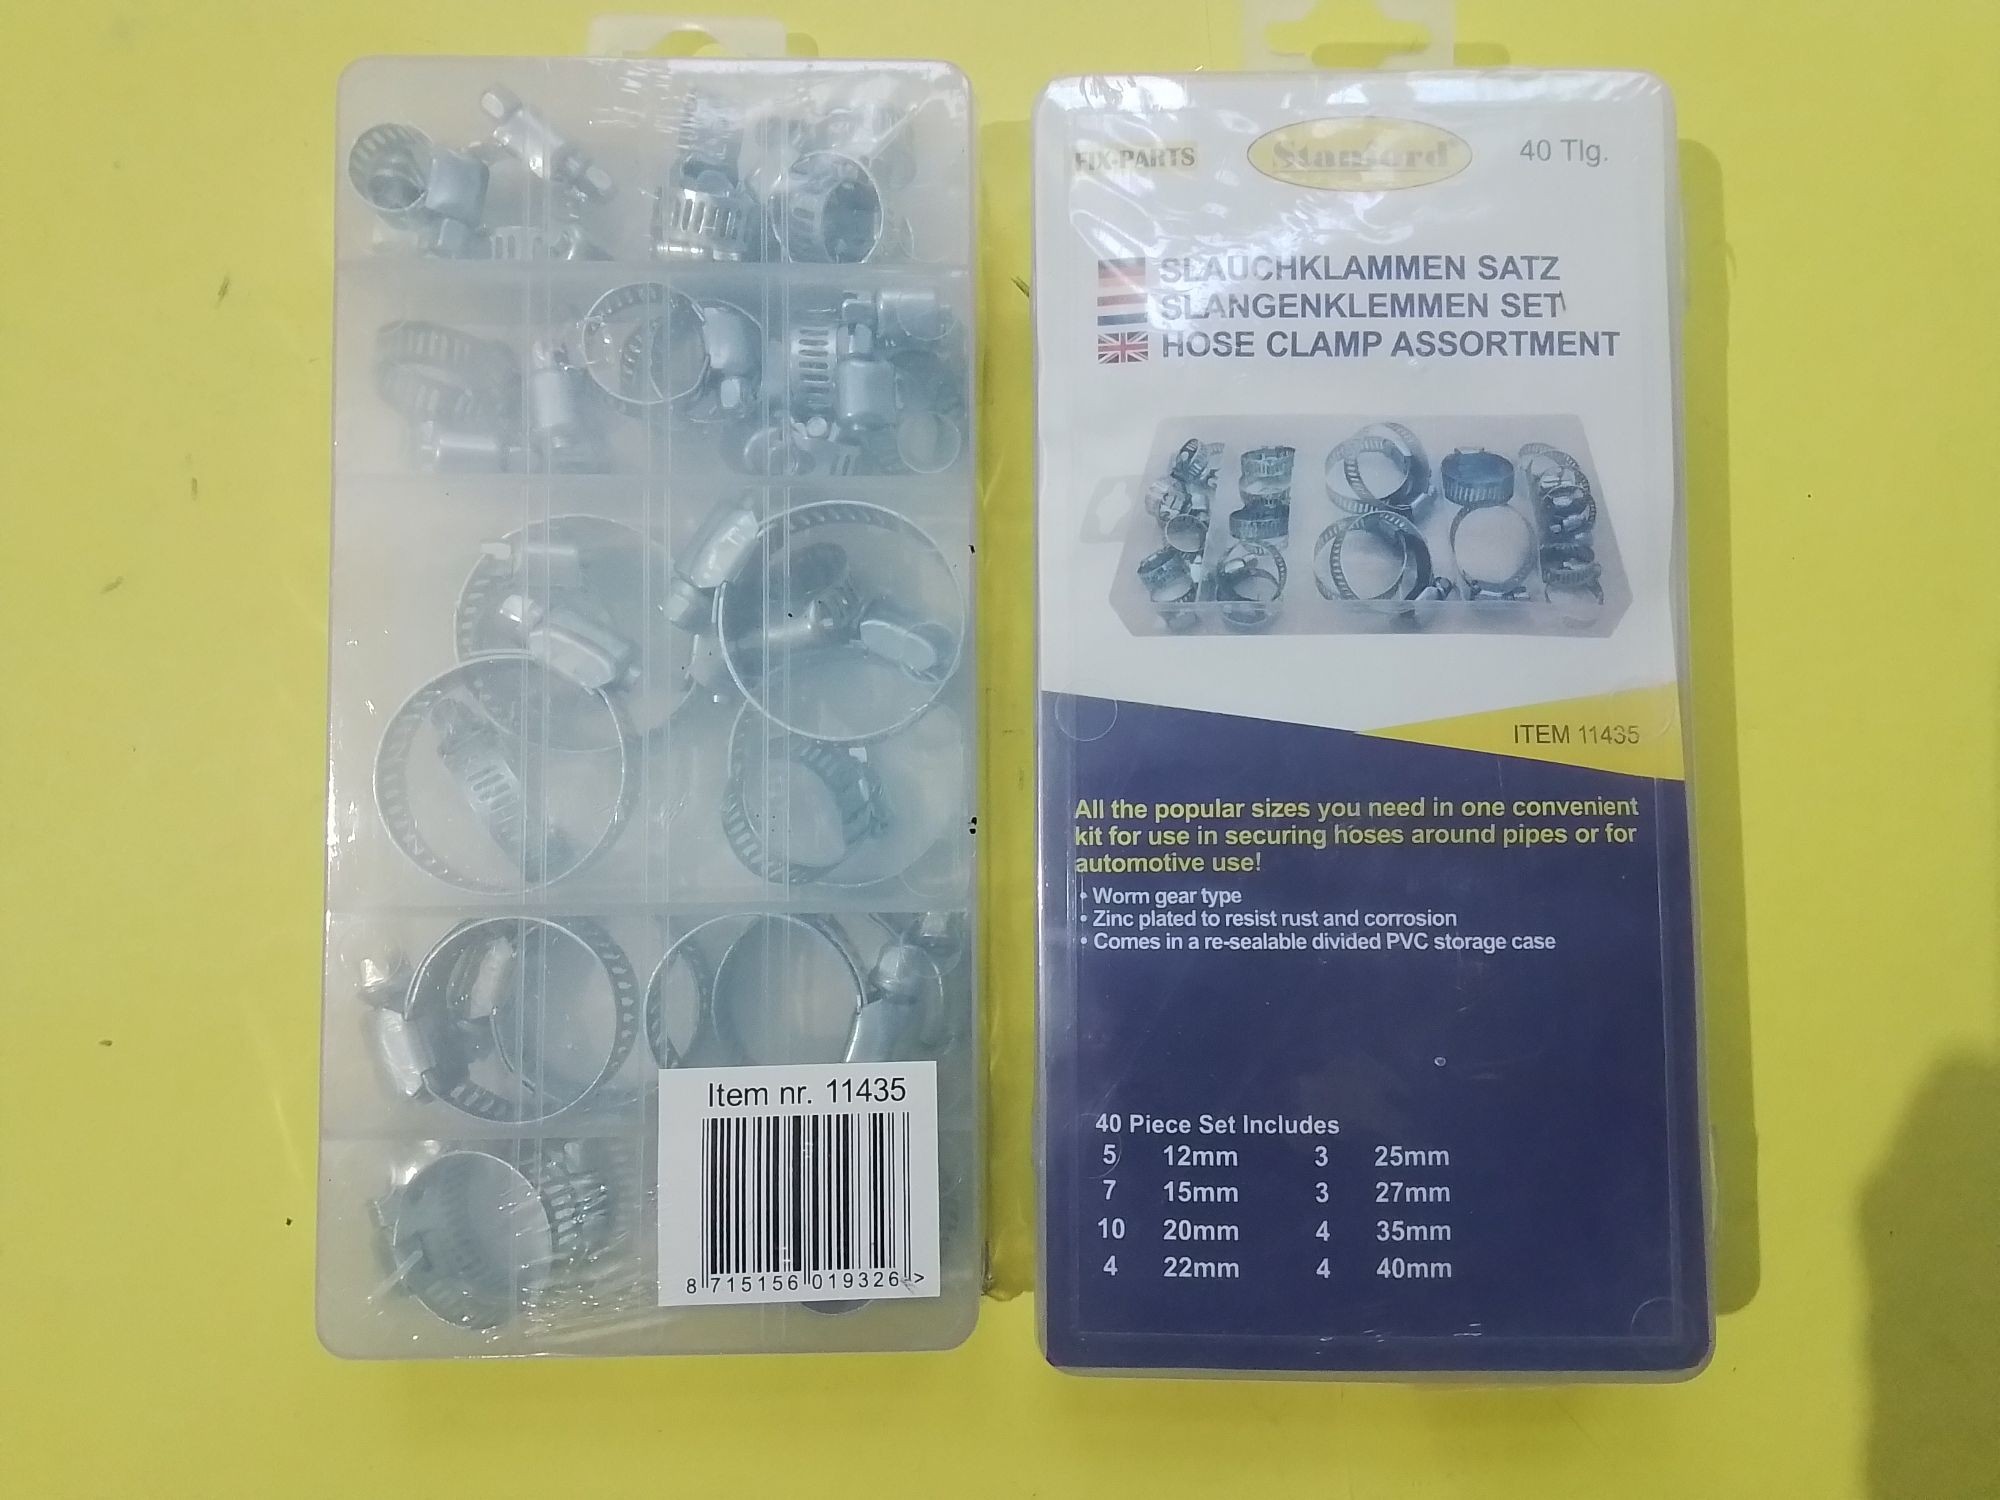 Item nr. 11435
8 715156 019326 >
FIX-PARTS
Stanford®
40 Tlg.
SLAUCHKLAMMEN SATZ
SLANGENKLEMMEN SET
HOSE CLAMP ASSORTMENT
ITEM 11435
All the popular sizes you need in one convenient
kit for use in securing hoses around pipes or for
automotive use!
• Worm gear type
• Zinc plated to resist rust and corrosion
• Comes in a re-sealable divided PVC storage case
40 Piece Set Includes
5 12mm 3 25mm
7 15mm 3 27mm
10 20mm 4 35mm
4 22mm 4 40mm